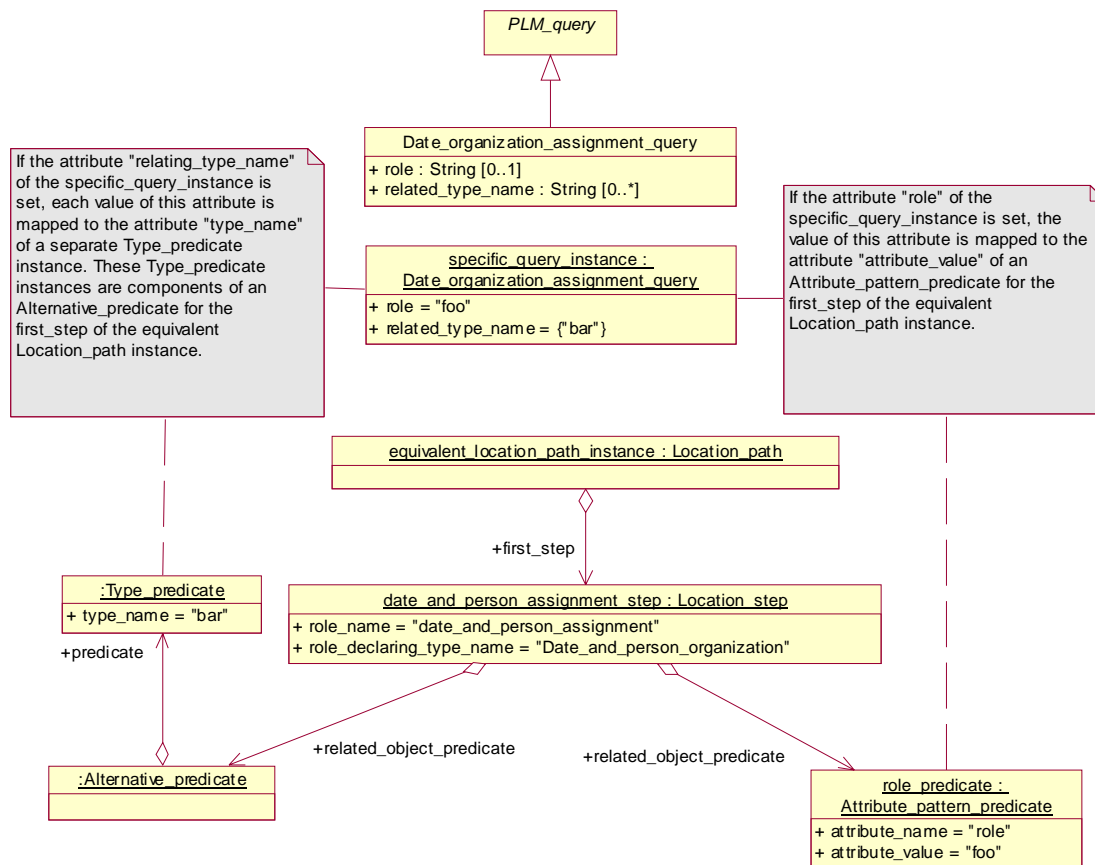 PLM_query
Date_organization_assignment_query
+ role : String [0..1]
+ related_type_name : String [0..*]
If the attribute "relating_type_name"
of the specific_query_instance is
set, each value of this attribute is
mapped to the attribute "type_name"
of a separate Type_predicate
instance. These Type_predicate
instances are components of an
Alternative_predicate for the
first_step of the equivalent
Location_path instance.
specific_query_instance :
Date_organization_assignment_query
+ role = "foo"
+ related_type_name = {"bar"}
If the attribute "role" of the
specific_query_instance is set, the
value of this attribute is mapped to the
attribute "attribute_value" of an
Attribute_pattern_predicate for the
first_step of the equivalent
Location_path instance.
equivalent_location_path_instance : Location_path
+first_step
:Type_predicate
+ type_name = "bar"
+predicate
date_and_person_assignment_step : Location_step
+ role_name = "date_and_person_assignment"
+ role_declaring_type_name = "Date_and_person_organization"
+related_object_predicate
+related_object_predicate
:Alternative_predicate
role_predicate :
Attribute_pattern_predicate
+ attribute_name = "role"
+ attribute_value = "foo"